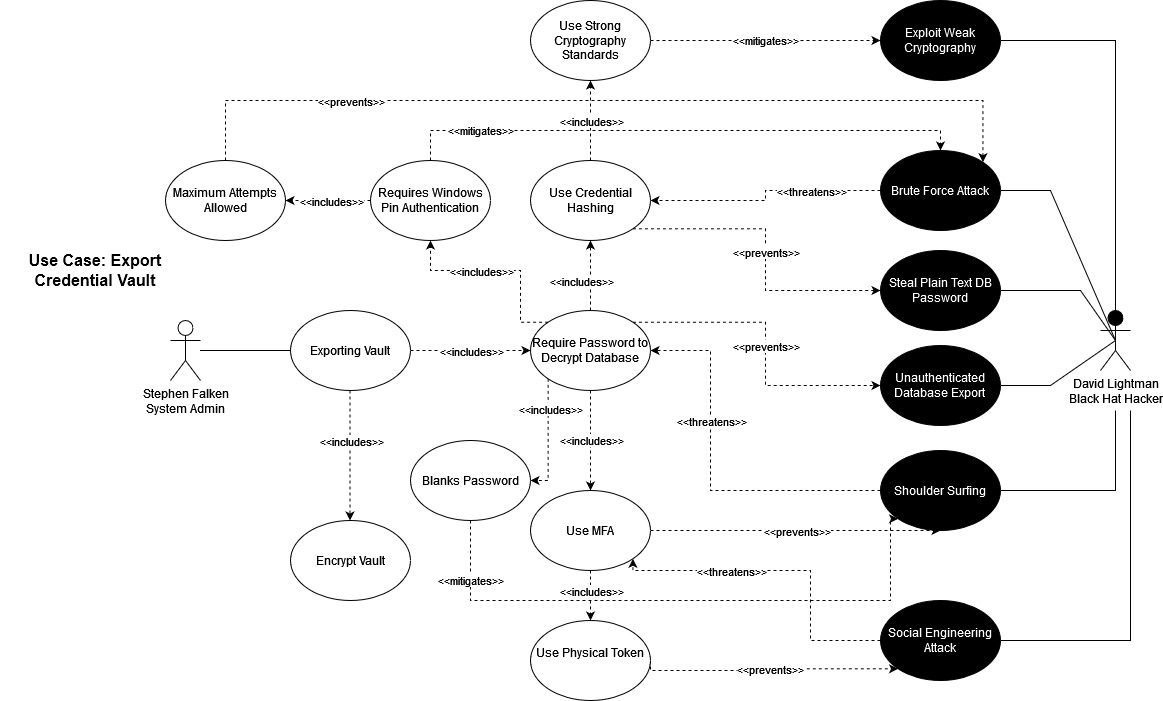 Use Strong
Cryptography
Standards
<<mitigates>>
Exploit Weak
Cryptography
<<prevents>>
<<includes>>
<<mitigates>>
Maximum Attempts
Allowed
<<includes>>
Requires Windows
Pin Authentication
Use Credential
Hashing
<<threatens>>
Brute Force Attack
Use Case: Export
Credential Vault
<<prevents>>
<<includes>>
<<includes>>
Steal Plain Text DB
Password
Stephen Falken
System Admin
Exporting Vault
<<includes>>
Require Password to
Decrypt Database
<<prevents>>
Unauthenticated
Database Export
David Lightman
Black Hat Hacker
<<includes>>
<<includes>>
<<includes>>
<<threatens>>
Blanks Password
Shoulder Surfing
Encrypt Vault
Use MFA
<<prevents>>
<<mitigates>>
<<includes>>
<<threatens>>
Use Physical Token
<<prevents>>
Social Engineering
Attack